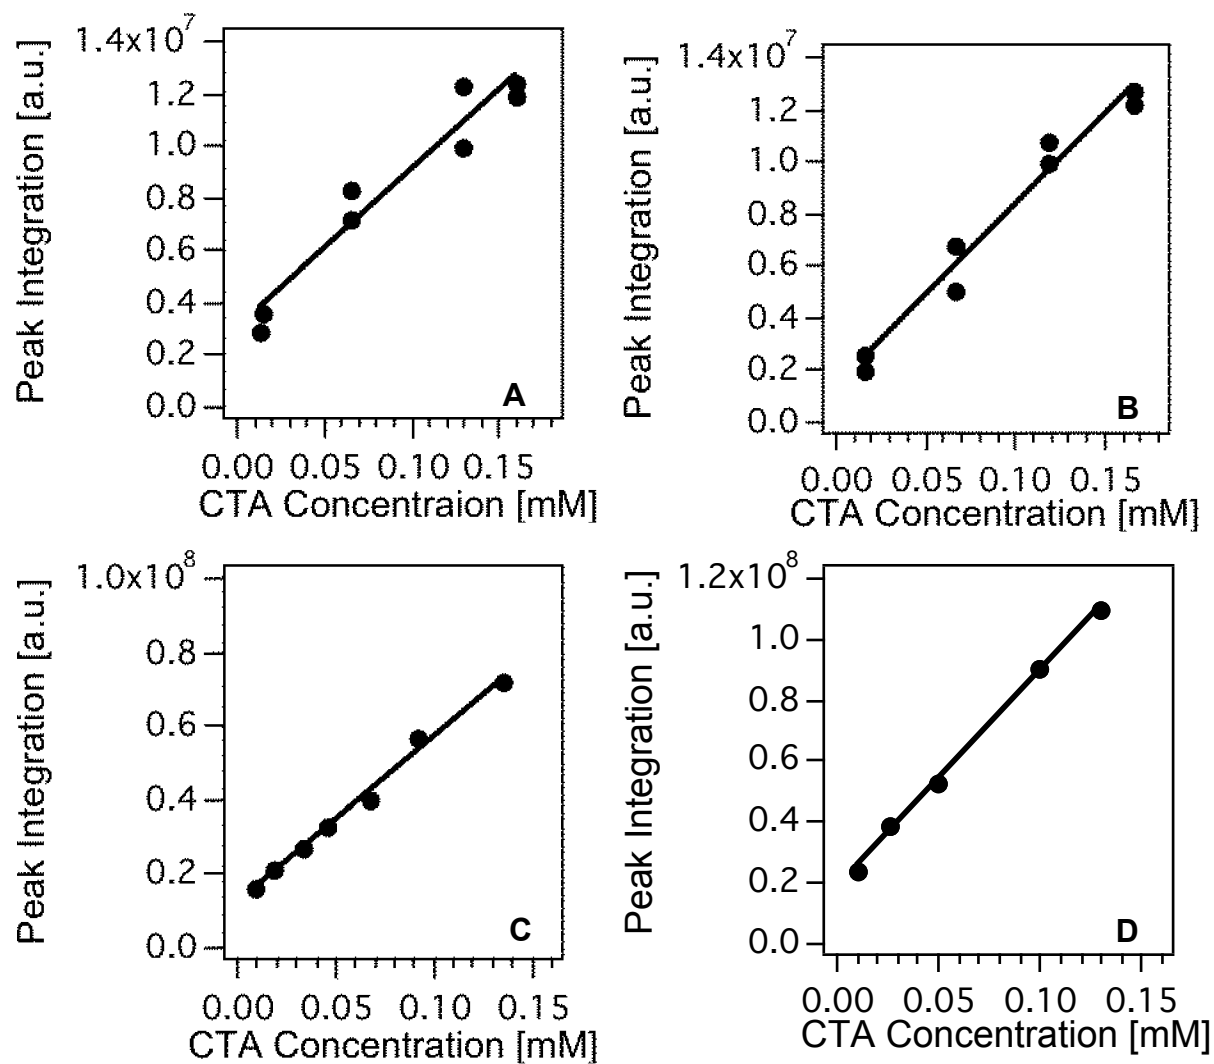 Peak Integration [a.u.]
1.4x10^7
1.2
1.0
0.8
0.6
0.4
0.2
0.0
A
0.00 0.05 0.10 0.15
CTA Concentraion [mM]
Peak Integration [a.u.]
1.4x10^7
1.2
1.0
0.8
0.6
0.4
0.2
0.0
B
0.00 0.05 0.10 0.15
CTA Concentration [mM]
Peak Integration [a.u.]
1.0x10^8
0.8
0.6
0.4
0.2
0.0
C
0.00 0.05 0.10 0.15
CTA Concentration [mM]
Peak Integration [a.u.]
1.2x10^8
1.0
0.8
0.6
0.4
0.2
0.0
D
0.00 0.05 0.10 0.15
CTA Concentration [mM]